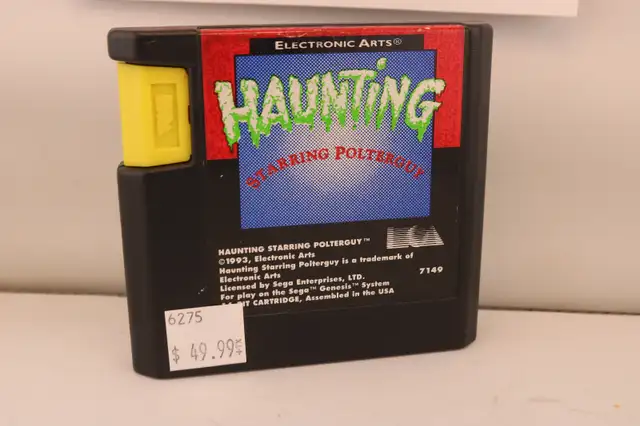 ELECTRONIC ARTS®
HAUNTING
STARRING POLTERGUY
HAUNTING STARRING POLTERGUY™
©1993, Electronic Arts
Haunting Starring Polterguy is a trademark of
Electronic Arts
7149
Licensed by Sega Enterprises, LTD.
For play on the Sega™ Genesis™ System
BIT CARTRIDGE, Assembled in the USA
6275
$ 49.99